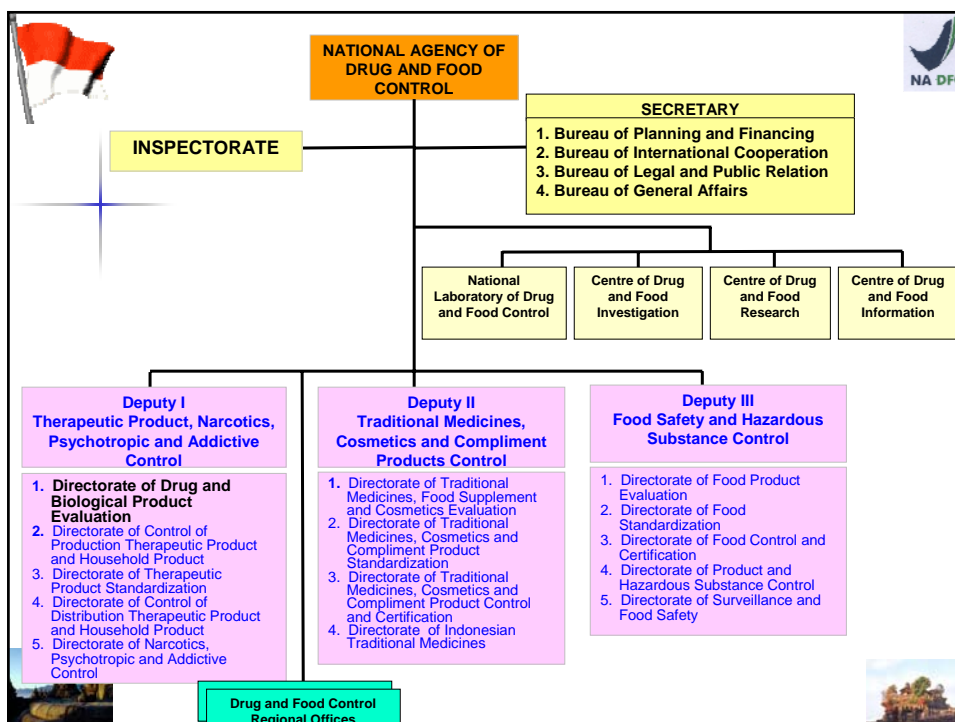 NATIONAL AGENCY OF
DRUG AND FOOD
CONTROL
NA DF
SECRETARY
1. Bureau of Planning and Financing
2. Bureau of International Cooperation
3. Bureau of Legal and Public Relation
4. Bureau of General Affairs
INSPECTORATE
National
Laboratory of Drug
and Food Control
Centre of Drug
and Food
Investigation
Centre of Drug
and Food
Research
Centre of Drug
and Food
Information
Deputy I
Therapeutic Product, Narcotics,
Psychotropic and Addictive
Control
1. Directorate of Drug and
Biological Product
Evaluation
2. Directorate of Control of
Production Therapeutic Product
and Household Product
3. Directorate of Therapeutic
Product Standardization
4. Directorate of Control of
Distribution Therapeutic Product
and Household Product
5. Directorate of Narcotics,
Psychotropic and Addictive
Control
Deputy II
Traditional Medicines,
Cosmetics and Compliment
Products Control
1. Directorate of Traditional
Medicines, Food Supplement
and Cosmetics Evaluation
2. Directorate of Traditional
Medicines, Cosmetics and
Compliment Product
Standardization
3. Directorate of Traditional
Medicines, Cosmetics and
Compliment Product Control
and Certification
4. Directorate of Indonesian
Traditional Medicines
Deputy III
Food Safety and Hazardous
Substance Control
1. Directorate of Food Product
Evaluation
2. Directorate of Food
Standardization
3. Directorate of Food Control and
Certification
4. Directorate of Product and
Hazardous Substance Control
5. Directorate of Surveillance and
Food Safety
Drug and Food Control
Regional Offices